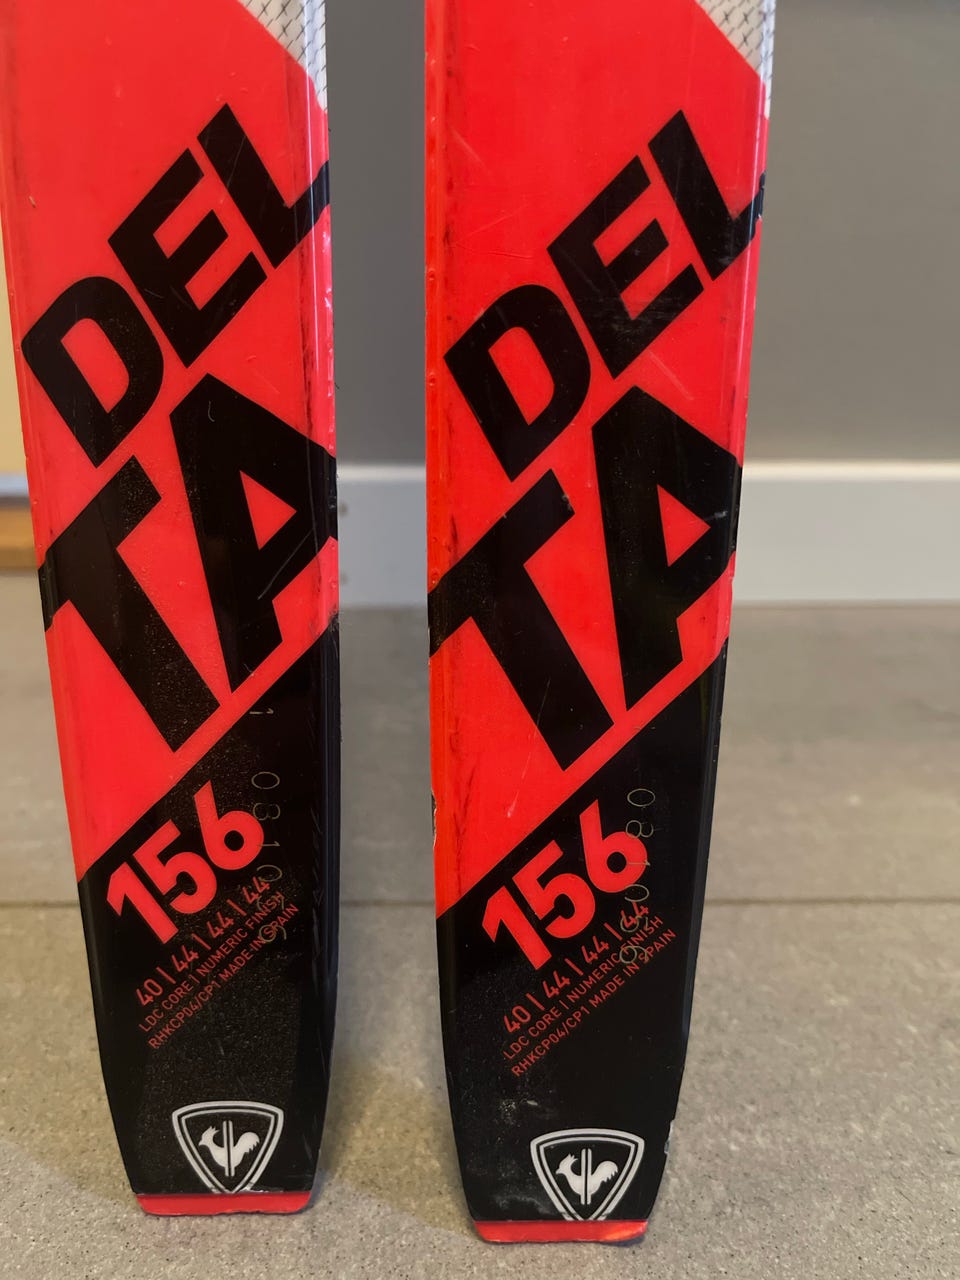 DEL
TA
156
40 | 44 | 44 | 44
LDC CORE | NUMERIC FINISH
RHKCP04/CP1 MADE IN SPAIN
DEL
TA
156
40 | 44 | 44 | 44
LDC CORE | NUMERIC FINISH
RHKCP04/CP1 MADE IN SPAIN